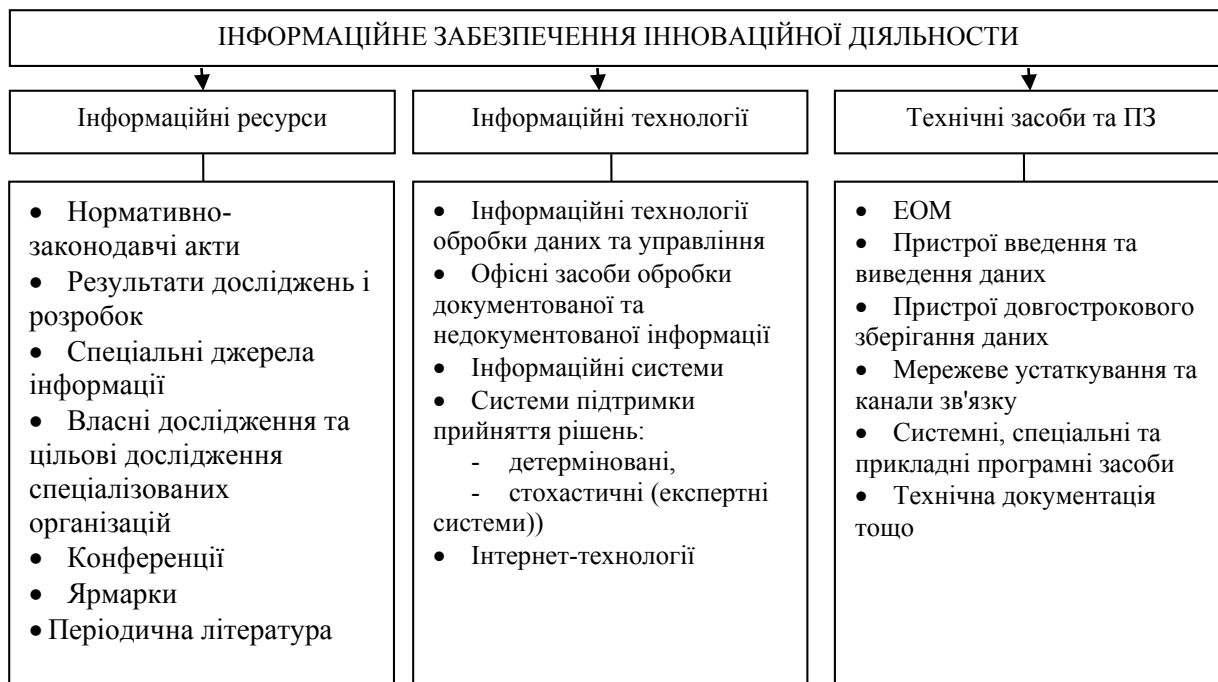 ІНФОРМАЦІЙНЕ ЗАБЕЗПЕЧЕННЯ ІННОВАЦІЙНОЇ ДІЯЛЬНОСТИ
Інформаційні ресурси
• Нормативно-
законодавчі акти
• Результати досліджень і
розробок
• Спеціальні джерела
інформації
• Власні дослідження та
цільові дослідження
спеціалізованих
організацій
• Конференції
• Ярмарки
• Періодична література
Інформаційні технології
• Інформаційні технології
обробки даних та управління
• Офісні засоби обробки
документованої та
недокументованої інформації
• Інформаційні системи
• Системи підтримки
прийняття рішень:
- детерміновані,
- стохастичні (експертні
системи))
• Інтернет-технології
Технічні засоби та ПЗ
• ЕОМ
• Пристрої введення та
виведення даних
• Пристрої довгострокового
зберігання даних
• Мережеве устаткування та
канали зв'язку
• Системні, спеціальні та
прикладні програмні засоби
• Технічна документація
тощо